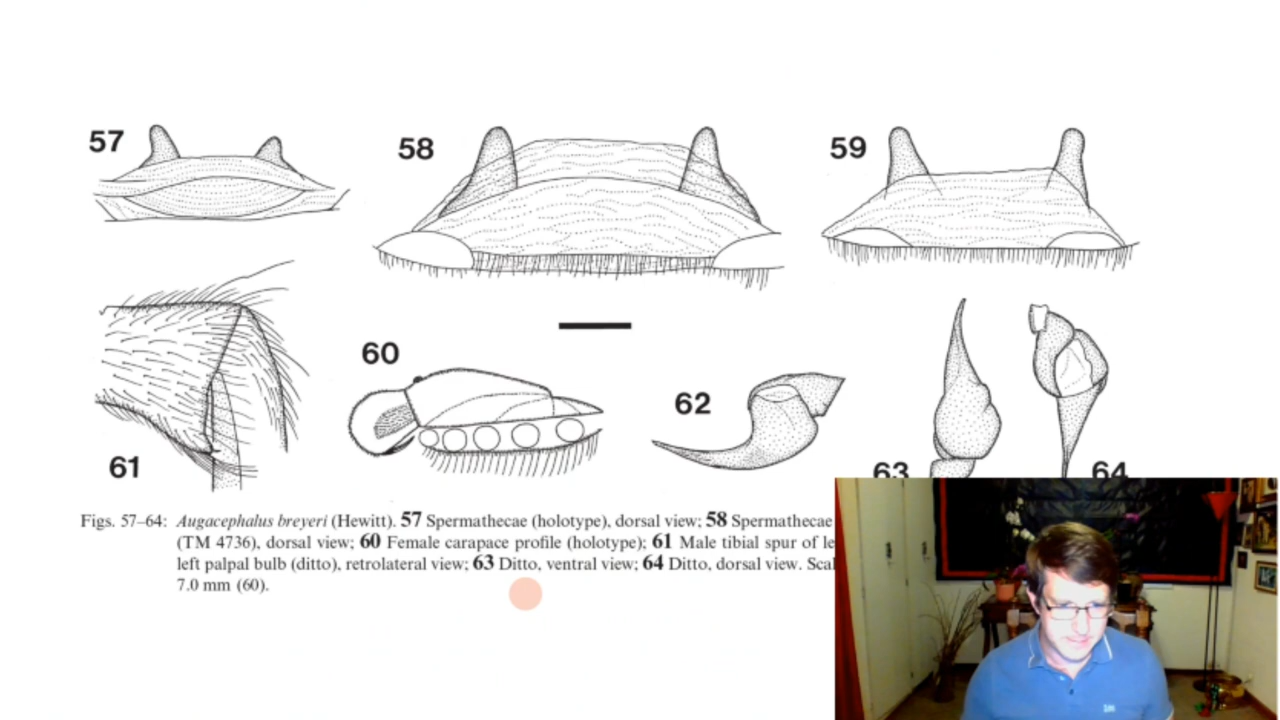 57
58
59
60
61
62
63
64
Figs. 57–64: Augacephalus breyeri (Hewitt). 57 Spermathecae (holotype), dorsal view; 58 Spermathecae
(TM 4736), dorsal view; 60 Female carapace profile (holotype); 61 Male tibial spur of
left palpal bulb (ditto), retrolateral view; 63 Ditto, ventral view; 64 Ditto, dorsal view.
7.0 mm (60).